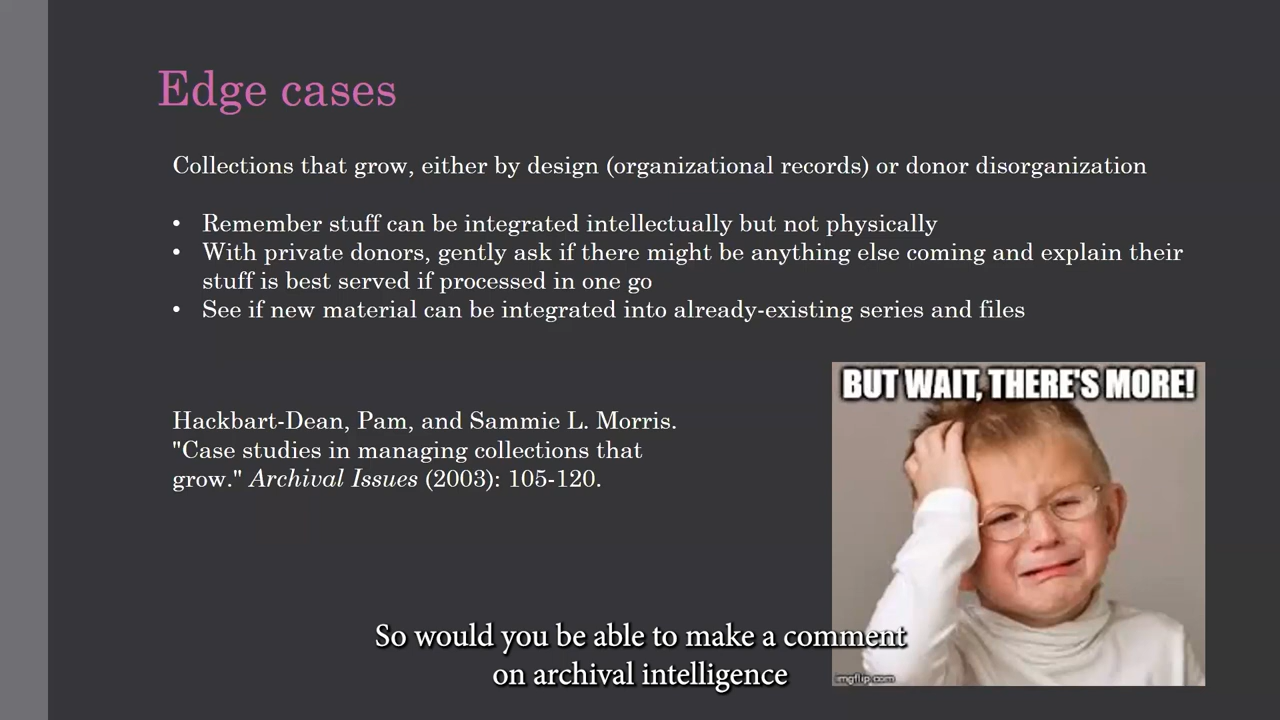 Edge cases
Collections that grow, either by design (organizational records) or donor disorganization
• Remember stuff can be integrated intellectually but not physically
• With private donors, gently ask if there might be anything else coming and explain their
stuff is best served if processed in one go
• See if new material can be integrated into already-existing series and files
Hackbart-Dean, Pam, and Sammie L. Morris.
"Case studies in managing collections that
grow." Archival Issues (2003): 105-120.
BUT WAIT, THERE'S MORE!
imgflip.com
So would you be able to make a comment
on archival intelligence